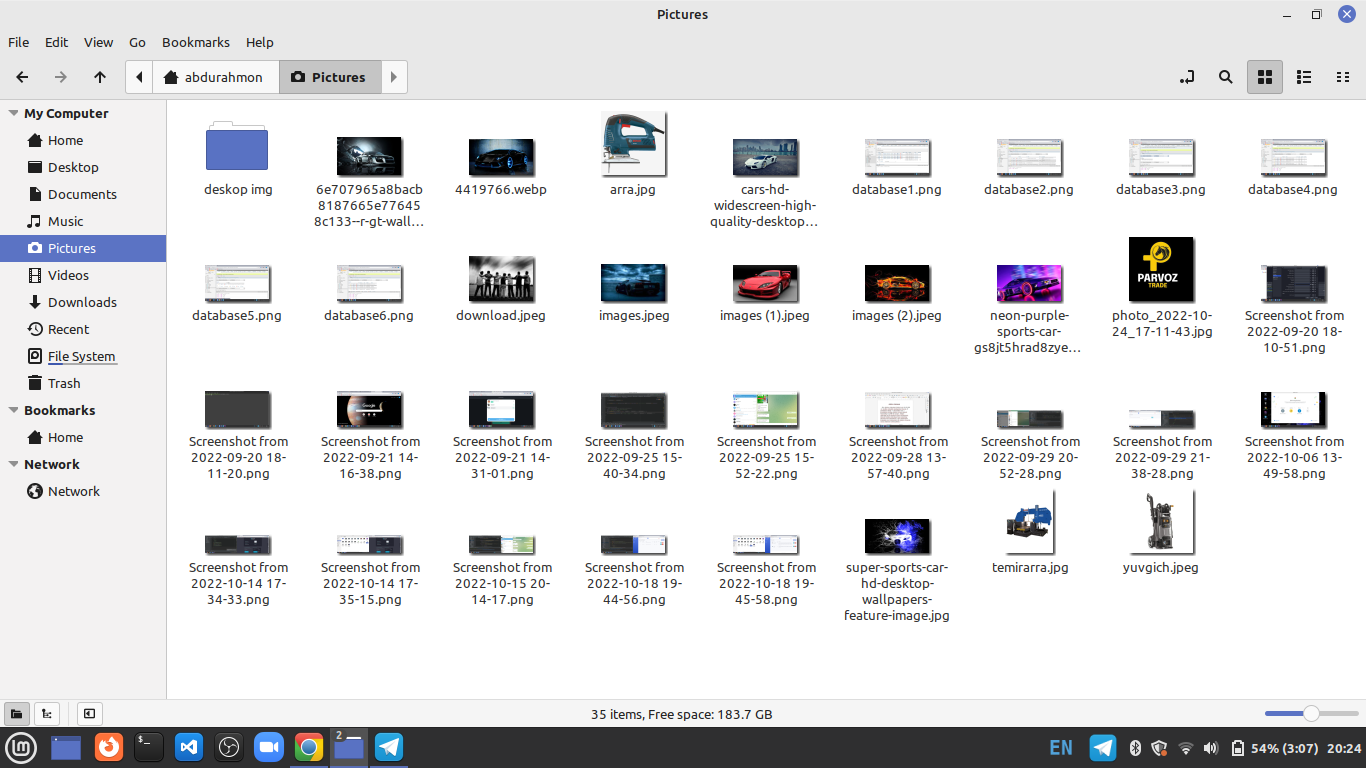 Pictures
File Edit View Go Bookmarks Help
abdurahmon Pictures
My Computer
Home
Desktop
Documents
Music
Pictures
Videos
Downloads
Recent
File System
Trash
Bookmarks
Home
Network
Network
deskop img
6e707965a8bacb
8187665e77645
8c133--r-gt-wall…
4419766.webp
arra.jpg
cars-hd-
widescreen-high-
quality-desktop…
database1.png
database2.png
database3.png
database4.png
database5.png
database6.png
download.jpeg
images.jpeg
images (1).jpeg
images (2).jpeg
neon-purple-
sports-car-
gs8jt5hrad8zye…
PARVOZ
TRADE
photo_2022-10-
24_17-11-43.jpg
Screenshot from
2022-09-20 18-
10-51.png
Screenshot from
2022-09-20 18-
11-20.png
Google
Screenshot from
2022-09-21 14-
16-38.png
Screenshot from
2022-09-21 14-
31-01.png
Screenshot from
2022-09-25 15-
40-34.png
Screenshot from
2022-09-25 15-
52-22.png
Screenshot from
2022-09-28 13-
57-40.png
Screenshot from
2022-09-29 20-
52-28.png
Screenshot from
2022-09-29 21-
38-28.png
Screenshot from
2022-10-06 13-
49-58.png
Screenshot from
2022-10-14 17-
34-33.png
Screenshot from
2022-10-14 17-
35-15.png
Screenshot from
2022-10-15 20-
14-17.png
Screenshot from
2022-10-18 19-
44-56.png
Screenshot from
2022-10-18 19-
45-58.png
super-sports-car-
hd-desktop-
wallpapers-
feature-image.jpg
temirarra.jpg
yuvgich.jpeg
35 items, Free space: 183.7 GB
2
EN 54% (3:07) 20:24